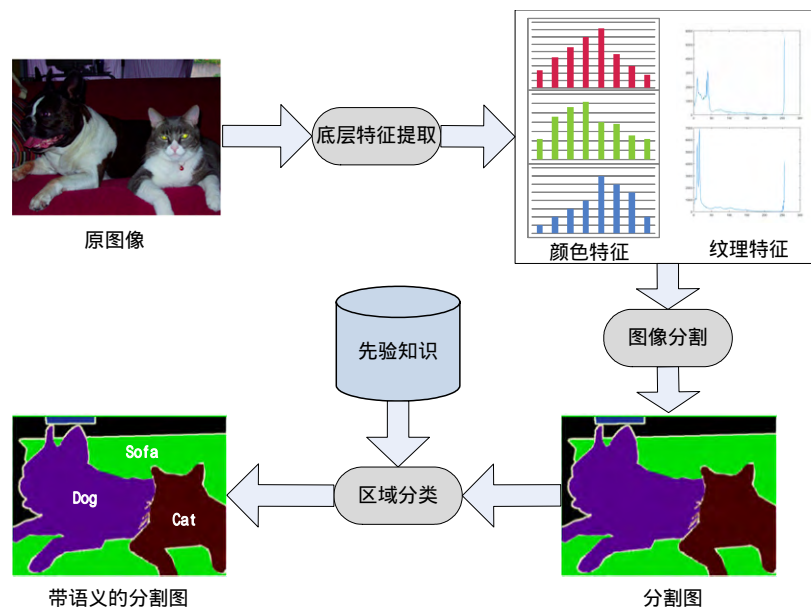 底层特征提取
原图像
颜色特征
纹理特征
先验知识
图像分割
Sofa
Dog
Cat
区域分类
带语义的分割图
分割图